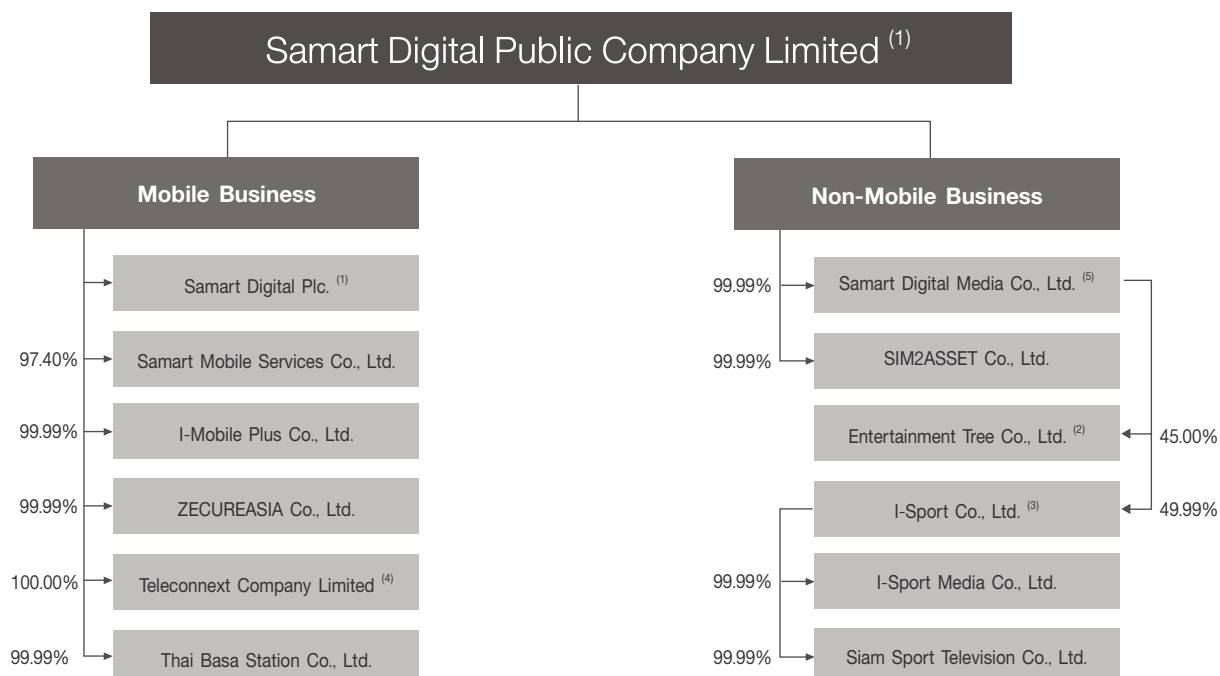 Samart Digital Public Company Limited (1)
Mobile Business
Samart Digital Plc. (1)
97.40%
Samart Mobile Services Co., Ltd.
99.99%
I-Mobile Plus Co., Ltd.
99.99%
ZECUREASIA Co., Ltd.
100.00%
Teleconnext Company Limited (4)
99.99%
Thai Basa Station Co., Ltd.
Non-Mobile Business
99.99%
Samart Digital Media Co., Ltd. (5)
99.99%
SIM2ASSET Co., Ltd.
Entertainment Tree Co., Ltd. (2)
45.00%
I-Sport Co., Ltd. (3)
49.99%
99.99%
I-Sport Media Co., Ltd.
99.99%
Siam Sport Television Co., Ltd.